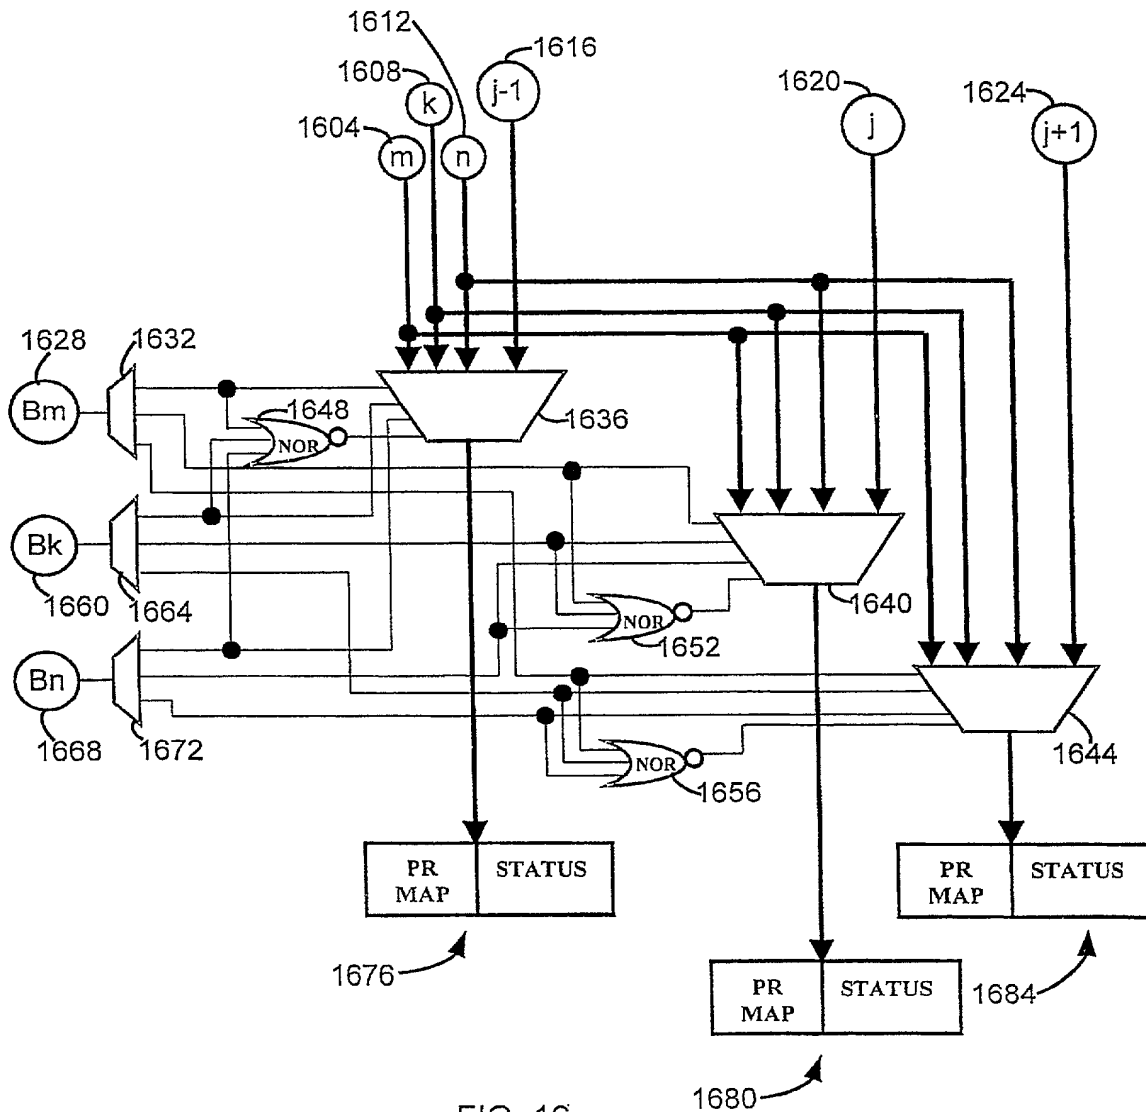 1612
1616
1608
j-1
1620
1624
k
1604
m
n
j
j+1
1628
1632
Bm
1648
NOR
1636
Bk
1660
1664
1640
NOR
1652
Bn
1668
1672
1644
NOR
1656
PR
MAP
STATUS
PR
MAP
STATUS
1676
PR
MAP
STATUS
1684
1680